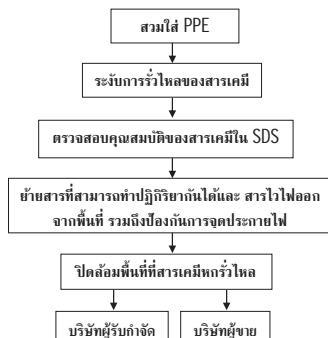 สวมใส่ PPE
ระงับการรั่วไหลของสารเคมี
ตรวจสอบคุณสมบัติของสารเคมีใน SDS
ย้ายสารที่สามารถทำปฏิกิริยากันได้และ สารไวไฟออก
จากพื้นที่ รวมถึงป้องกันการจุดประกายไฟ
ปิดล้อมพื้นที่ที่สารเคมีหกรั่วไหล
บริษัทผู้รับกำจัด
บริษัทผู้ขาย